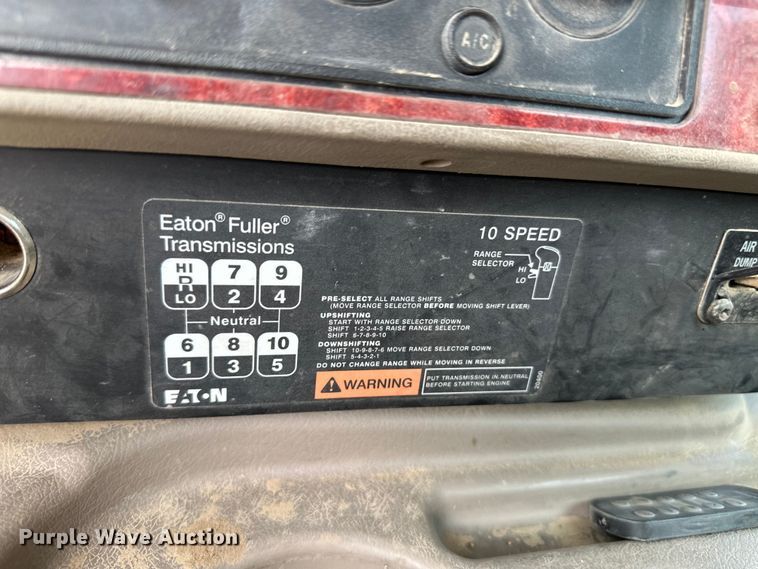 A/C
Eaton® Fuller®
Transmissions
10 SPEED
RANGE
SELECTOR
HI
LO
HI
R
LO
7
2
9
4
Neutral
6
1
8
3
10
5
PRE-SELECT ALL RANGE SHIFTS
(MOVE RANGE SELECTOR BEFORE MOVING SHIFT LEVER)
UPSHIFTING
START WITH RANGE SELECTOR DOWN
SHIFT 1-2-3-4-5 RAISE RANGE SELECTOR
SHIFT 6-7-8-9-10
DOWNSHIFTING
SHIFT 10-9-8-7-6 MOVE RANGE SELECTOR DOWN
SHIFT 5-4-3-2-1
DO NOT CHANGE RANGE WHILE MOVING IN REVERSE
WARNING
PUT TRANSMISSION IN NEUTRAL
BEFORE STARTING ENGINE
EATON
AIR
DUMP
Purple Wave Auction